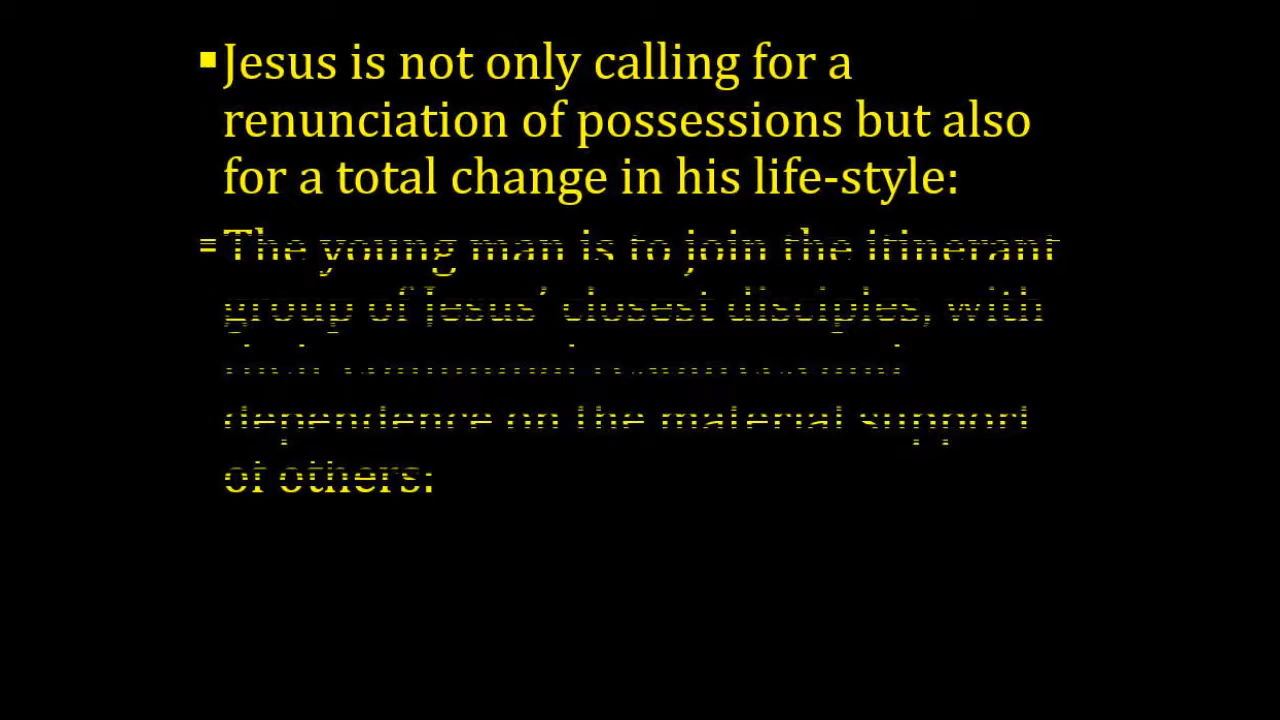 ▪Jesus is not only calling for a
renunciation of possessions but also
for a total change in his life-style:
▪The young man is to join the itinerant
group of Jesus’ closest disciples, with
dependence on the material support
of others: